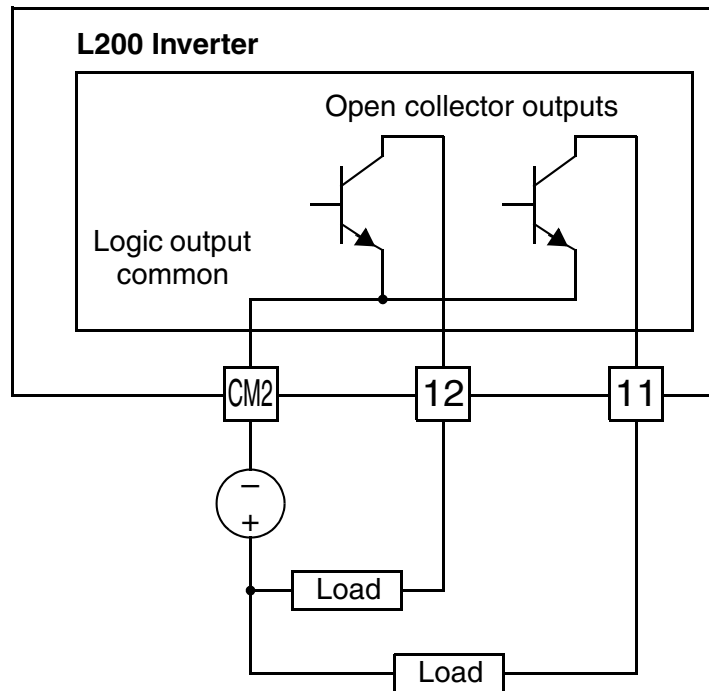 L200 Inverter
Open collector outputs
Logic output
common
CM2
12
11
–
+
Load
Load